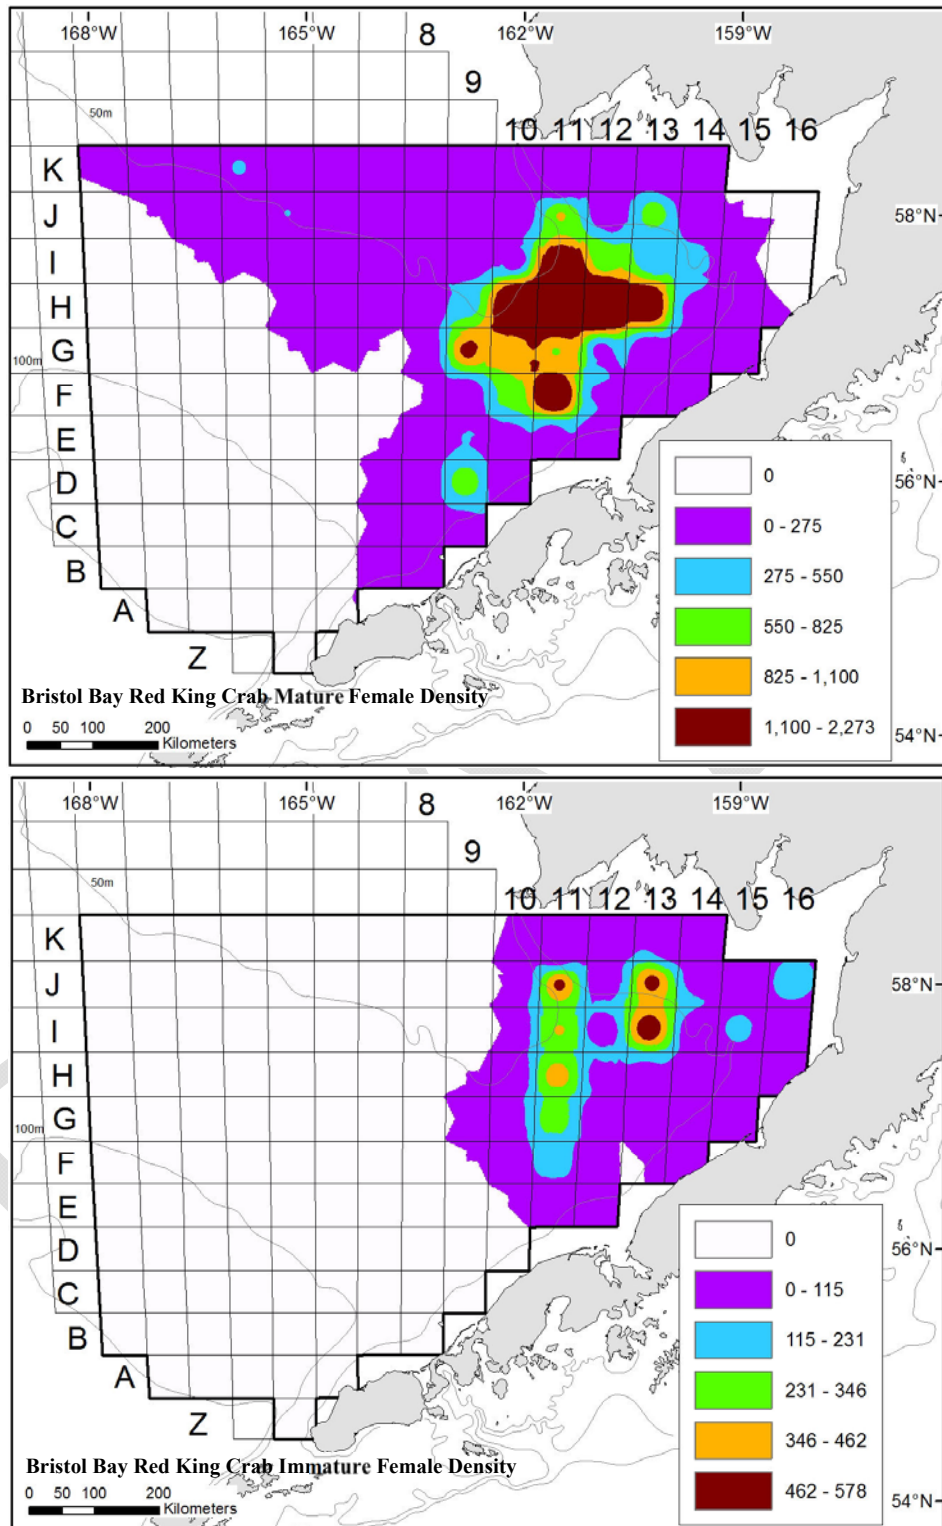 168°W 165°W 8 162°W 159°W
9
50m
10 11 12 13 14 15 16
K
J
58°N
I
H
G
100m
F
E
D
56°N
C
B
A
Z
0
0 - 275
275 - 550
550 - 825
825 - 1,100
1,100 - 2,273
Bristol Bay Red King Crab Mature Female Density
0 50 100 200
Kilometers
54°N
168°W 165°W 8 162°W 159°W
9
50m
10 11 12 13 14 15 16
K
J
58°N
I
H
G
100m
F
E
D
56°N
C
B
A
Z
0
0 - 115
115 - 231
231 - 346
346 - 462
462 - 578
Bristol Bay Red King Crab Immature Female Density
0 50 100 200
Kilometers
54°N